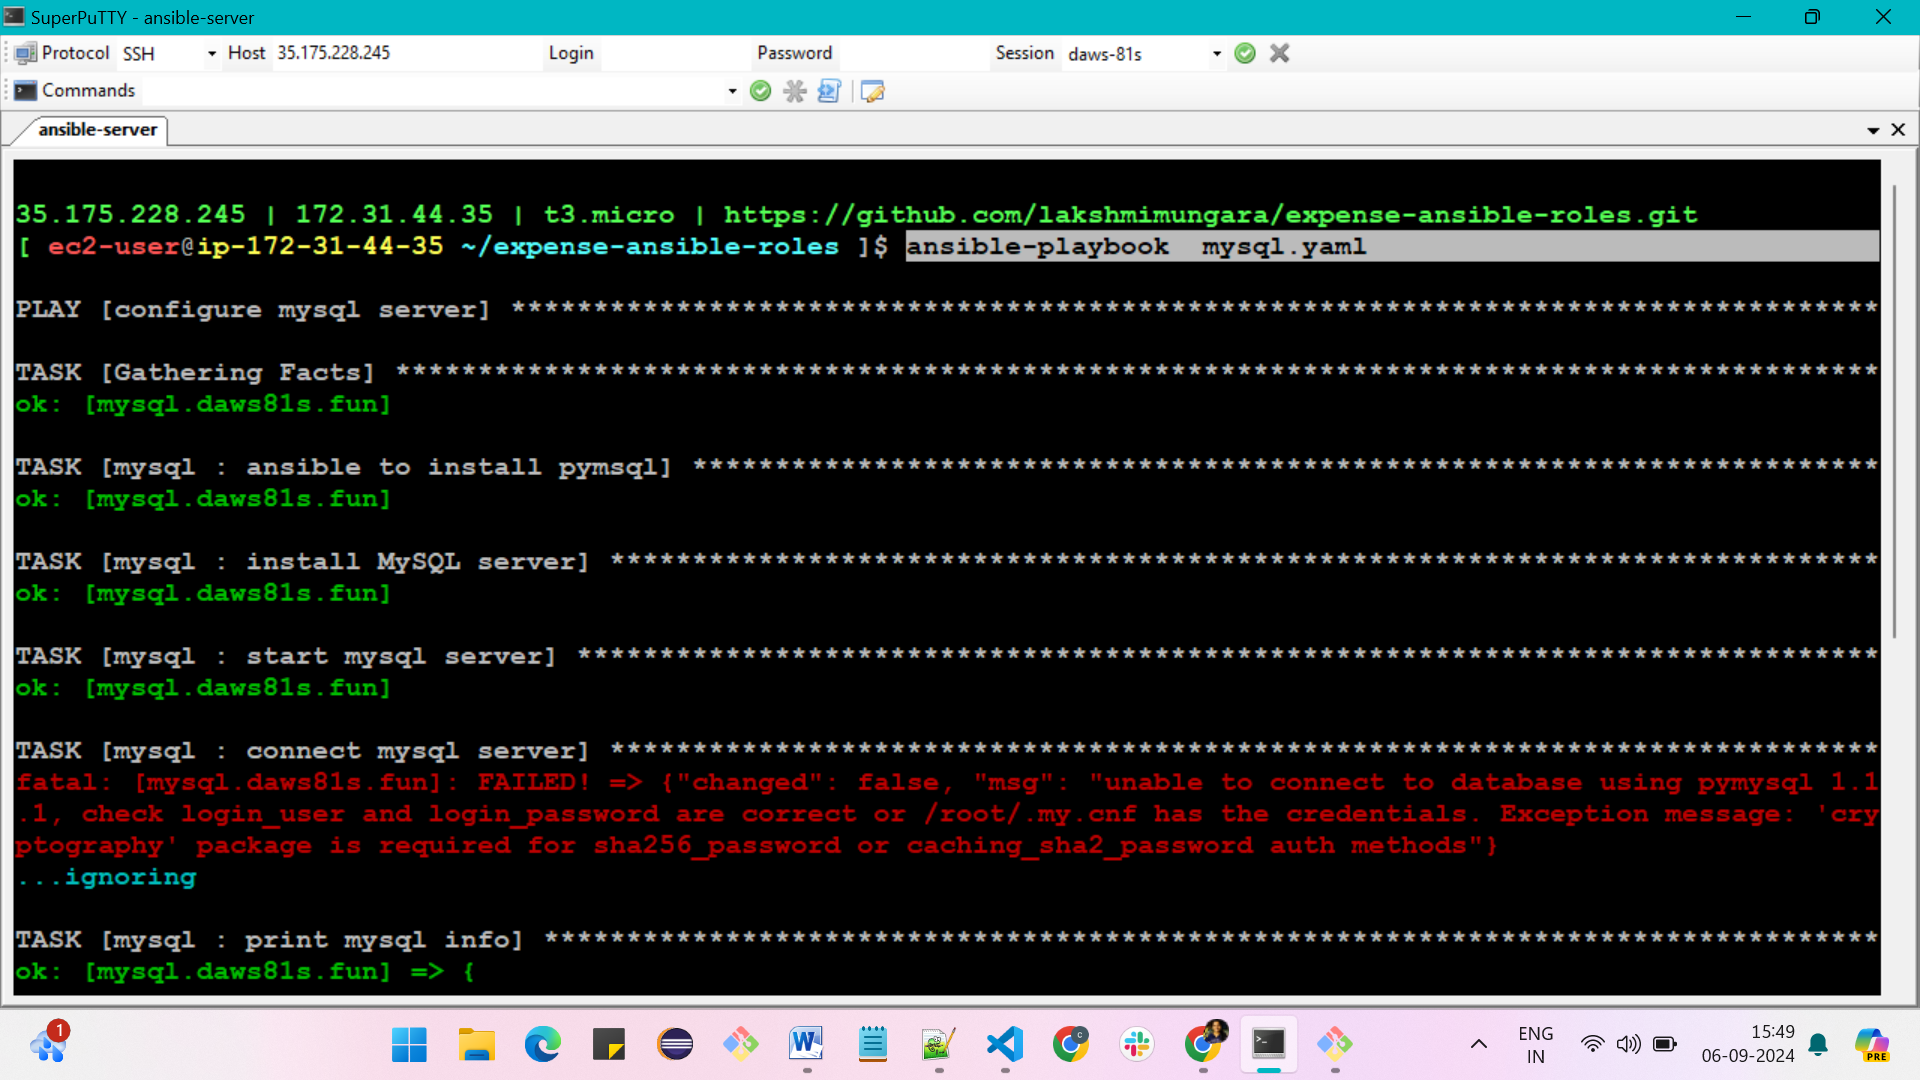 SuperPuTTY - ansible-server
Protocol SSH Host 35.175.228.245 Login Password Session daws-81s
Commands
ansible-server
35.175.228.245 | 172.31.44.35 | t3.micro | https://github.com/lakshmimungara/expense-ansible-roles.git
[ ec2-user@ip-172-31-44-35 ~/expense-ansible-roles ]$ ansible-playbook  mysql.yaml
PLAY [configure mysql server] ***********************************************************************************
TASK [Gathering Facts] ******************************************************************************************
ok: [mysql.daws81s.fun]
TASK [mysql : ansible to install pymsql] ************************************************************************
ok: [mysql.daws81s.fun]
TASK [mysql : install MySQL server] *****************************************************************************
ok: [mysql.daws81s.fun]
TASK [mysql : start mysql server] *******************************************************************************
ok: [mysql.daws81s.fun]
TASK [mysql : connect mysql server] *****************************************************************************
fatal: [mysql.daws81s.fun]: FAILED! => {"changed": false, "msg": "unable to connect to database using pymysql 1.1
.1, check login_user and login_password are correct or /root/.my.cnf has the credentials. Exception message: 'cry
ptography' package is required for sha256_password or caching_sha2_password auth methods"}
...ignoring
TASK [mysql : print mysql info] *********************************************************************************
ok: [mysql.daws81s.fun] => {
1
ENG
IN
15:49
06-09-2024
PRE